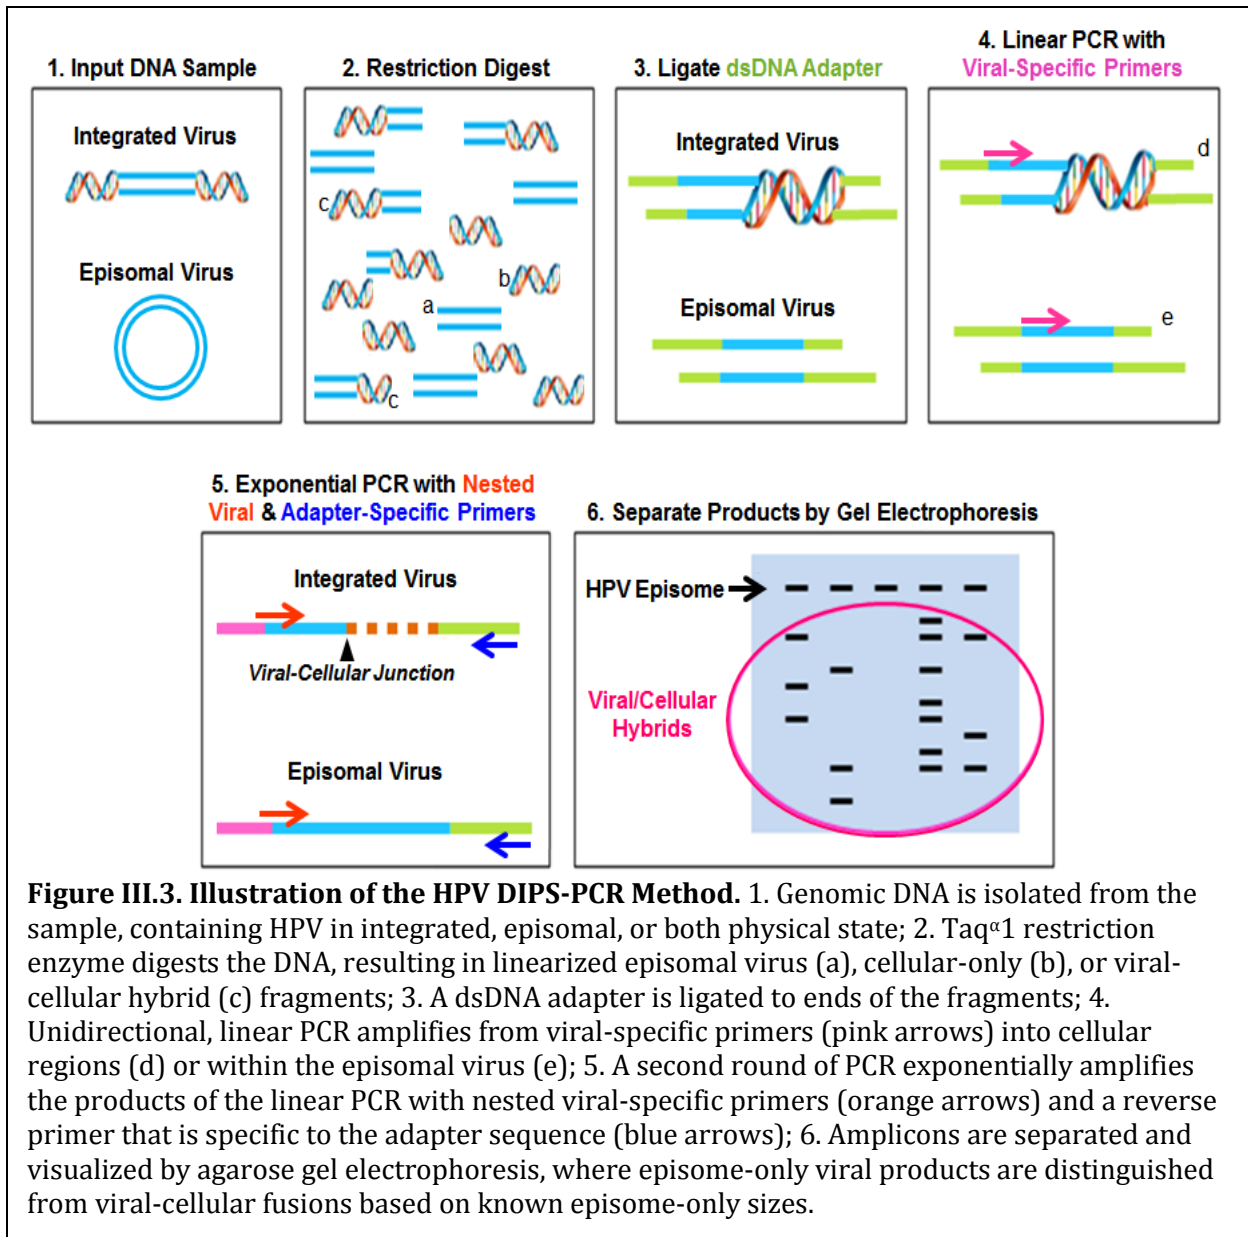 1. Input DNA Sample
Integrated Virus
Episomal Virus
2. Restriction Digest
c
b
a
c
3. Ligate dsDNA Adapter
Integrated Virus
Episomal Virus
4. Linear PCR with
Viral-Specific Primers
d
e
5. Exponential PCR with Nested
Viral & Adapter-Specific Primers
Integrated Virus
Viral-Cellular Junction
Episomal Virus
6. Separate Products by Gel Electrophoresis
HPV Episome
Viral/Cellular
Hybrids
Figure III.3. Illustration of the HPV DIPS-PCR Method. 1. Genomic DNA is isolated from the
sample, containing HPV in integrated, episomal, or both physical state; 2. Taqα1 restriction
enzyme digests the DNA, resulting in linearized episomal virus (a), cellular-only (b), or viral-
cellular hybrid (c) fragments; 3. A dsDNA adapter is ligated to ends of the fragments; 4.
Unidirectional, linear PCR amplifies from viral-specific primers (pink arrows) into cellular
regions (d) or within the episomal virus (e); 5. A second round of PCR exponentially amplifies
the products of the linear PCR with nested viral-specific primers (orange arrows) and a reverse
primer that is specific to the adapter sequence (blue arrows); 6. Amplicons are separated and
visualized by agarose gel electrophoresis, where episome-only viral products are distinguished
from viral-cellular fusions based on known episome-only sizes.